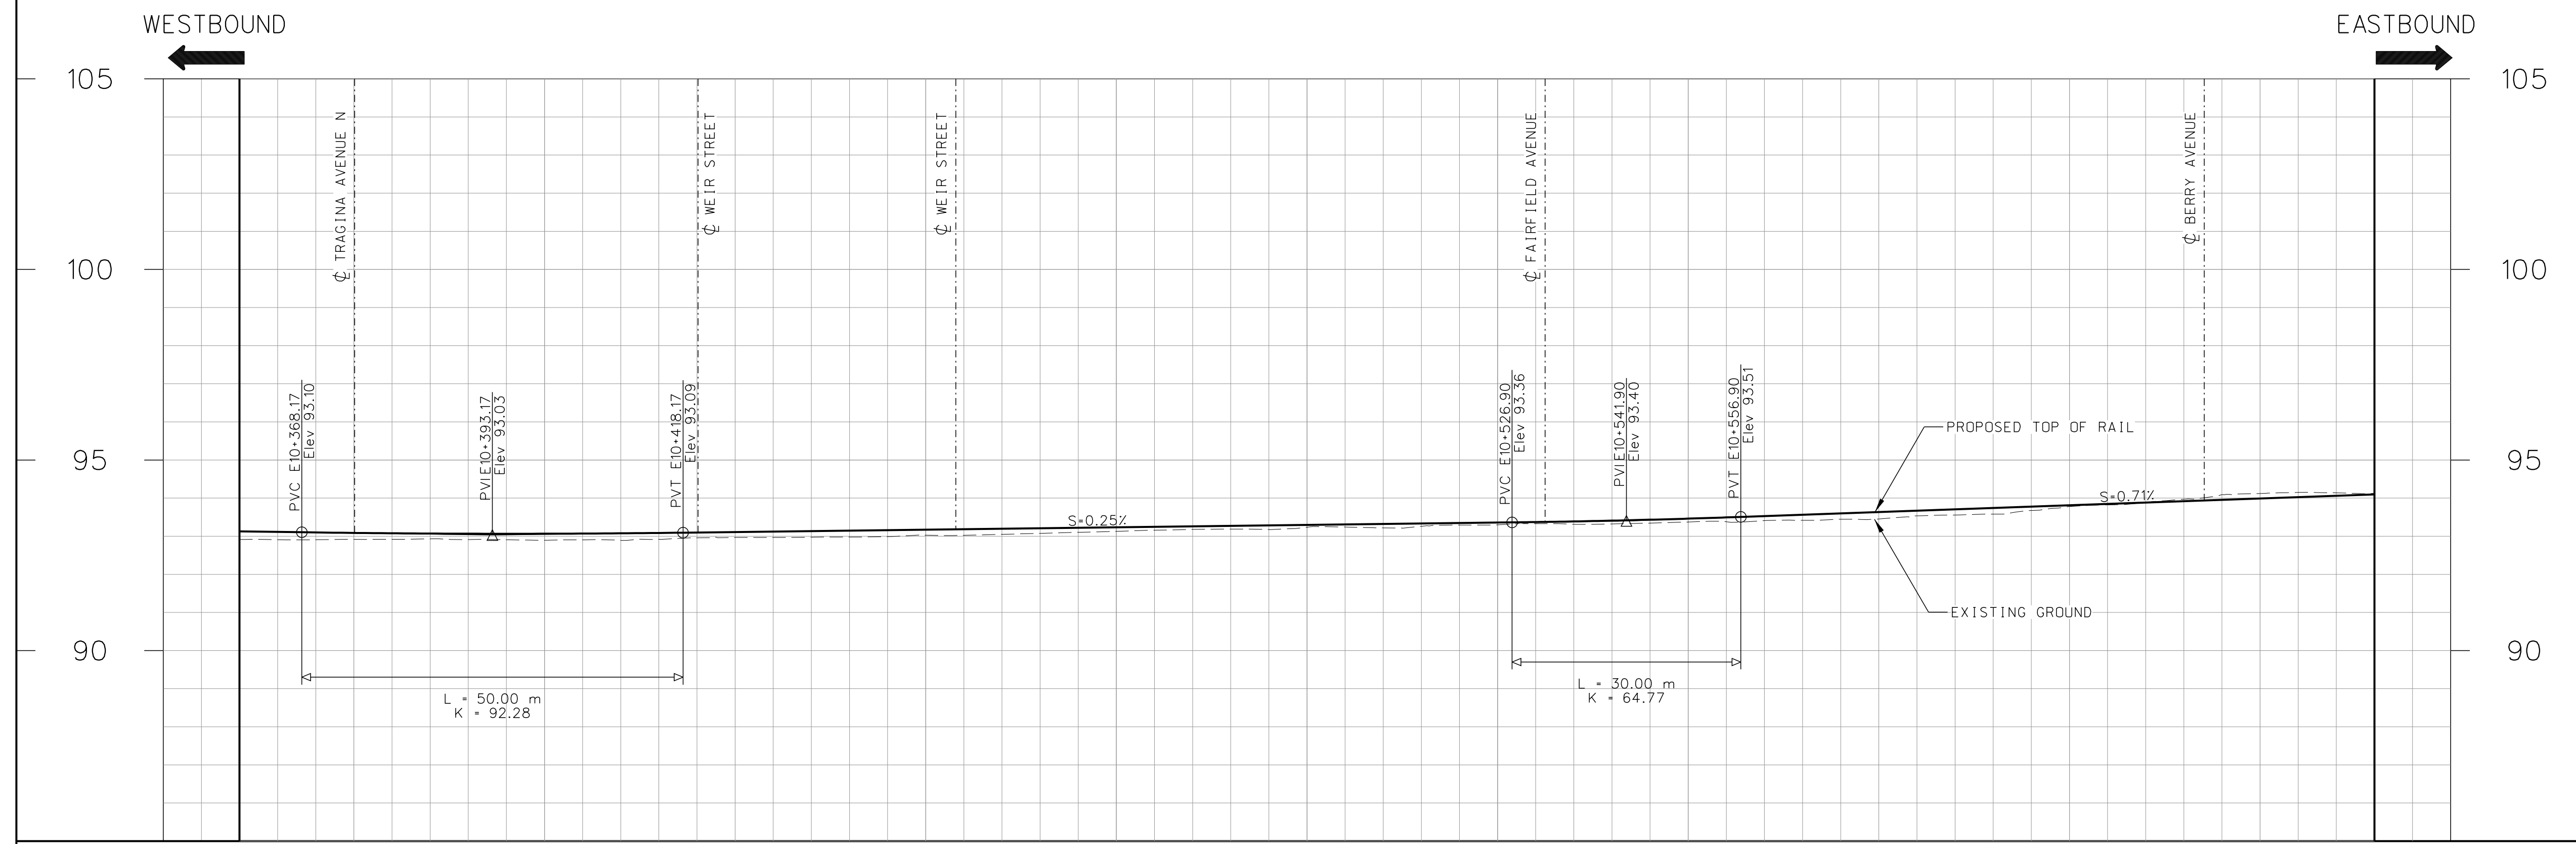 WESTBOUND
EASTBOUND
105
105
℄ TRAGINA AVENUE N
℄ WEIR STREET
℄ WEIR STREET
℄ FAIRFIELD AVENUE
℄ BERRY AVENUE
100
100
PVC E10+368.17
Elev 93.10
PVI E10+393.17
Elev 93.03
PVT E10+418.17
Elev 93.09
PVC E10+526.90
Elev 93.36
PVI E10+541.90
Elev 93.40
PVT E10+556.90
Elev 93.51
PROPOSED TOP OF RAIL
95
95
S=0.25%
S=0.71%
EXISTING GROUND
90
90
L = 50.00 m
K = 92.28
L = 30.00 m
K = 64.77